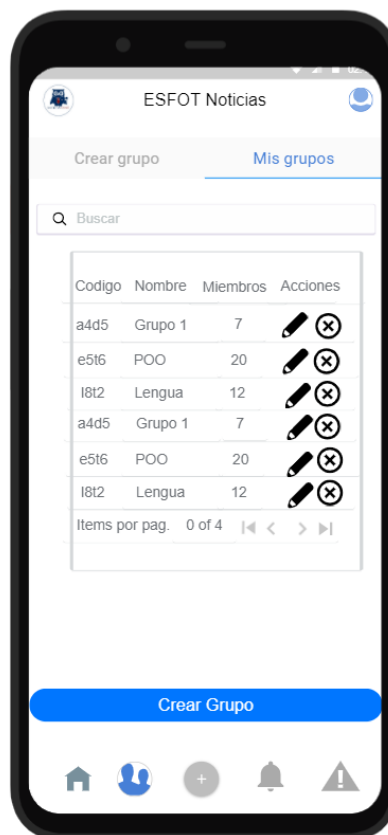 ESFOT Noticias
Crear grupo Mis grupos
Buscar
Codigo Nombre Miembros Acciones
a4d5 Grupo 1 7
e5t6 POO 20
l8t2 Lengua 12
a4d5 Grupo 1 7
e5t6 POO 20
l8t2 Lengua 12
Items por pag. 0 of 4
Crear Grupo